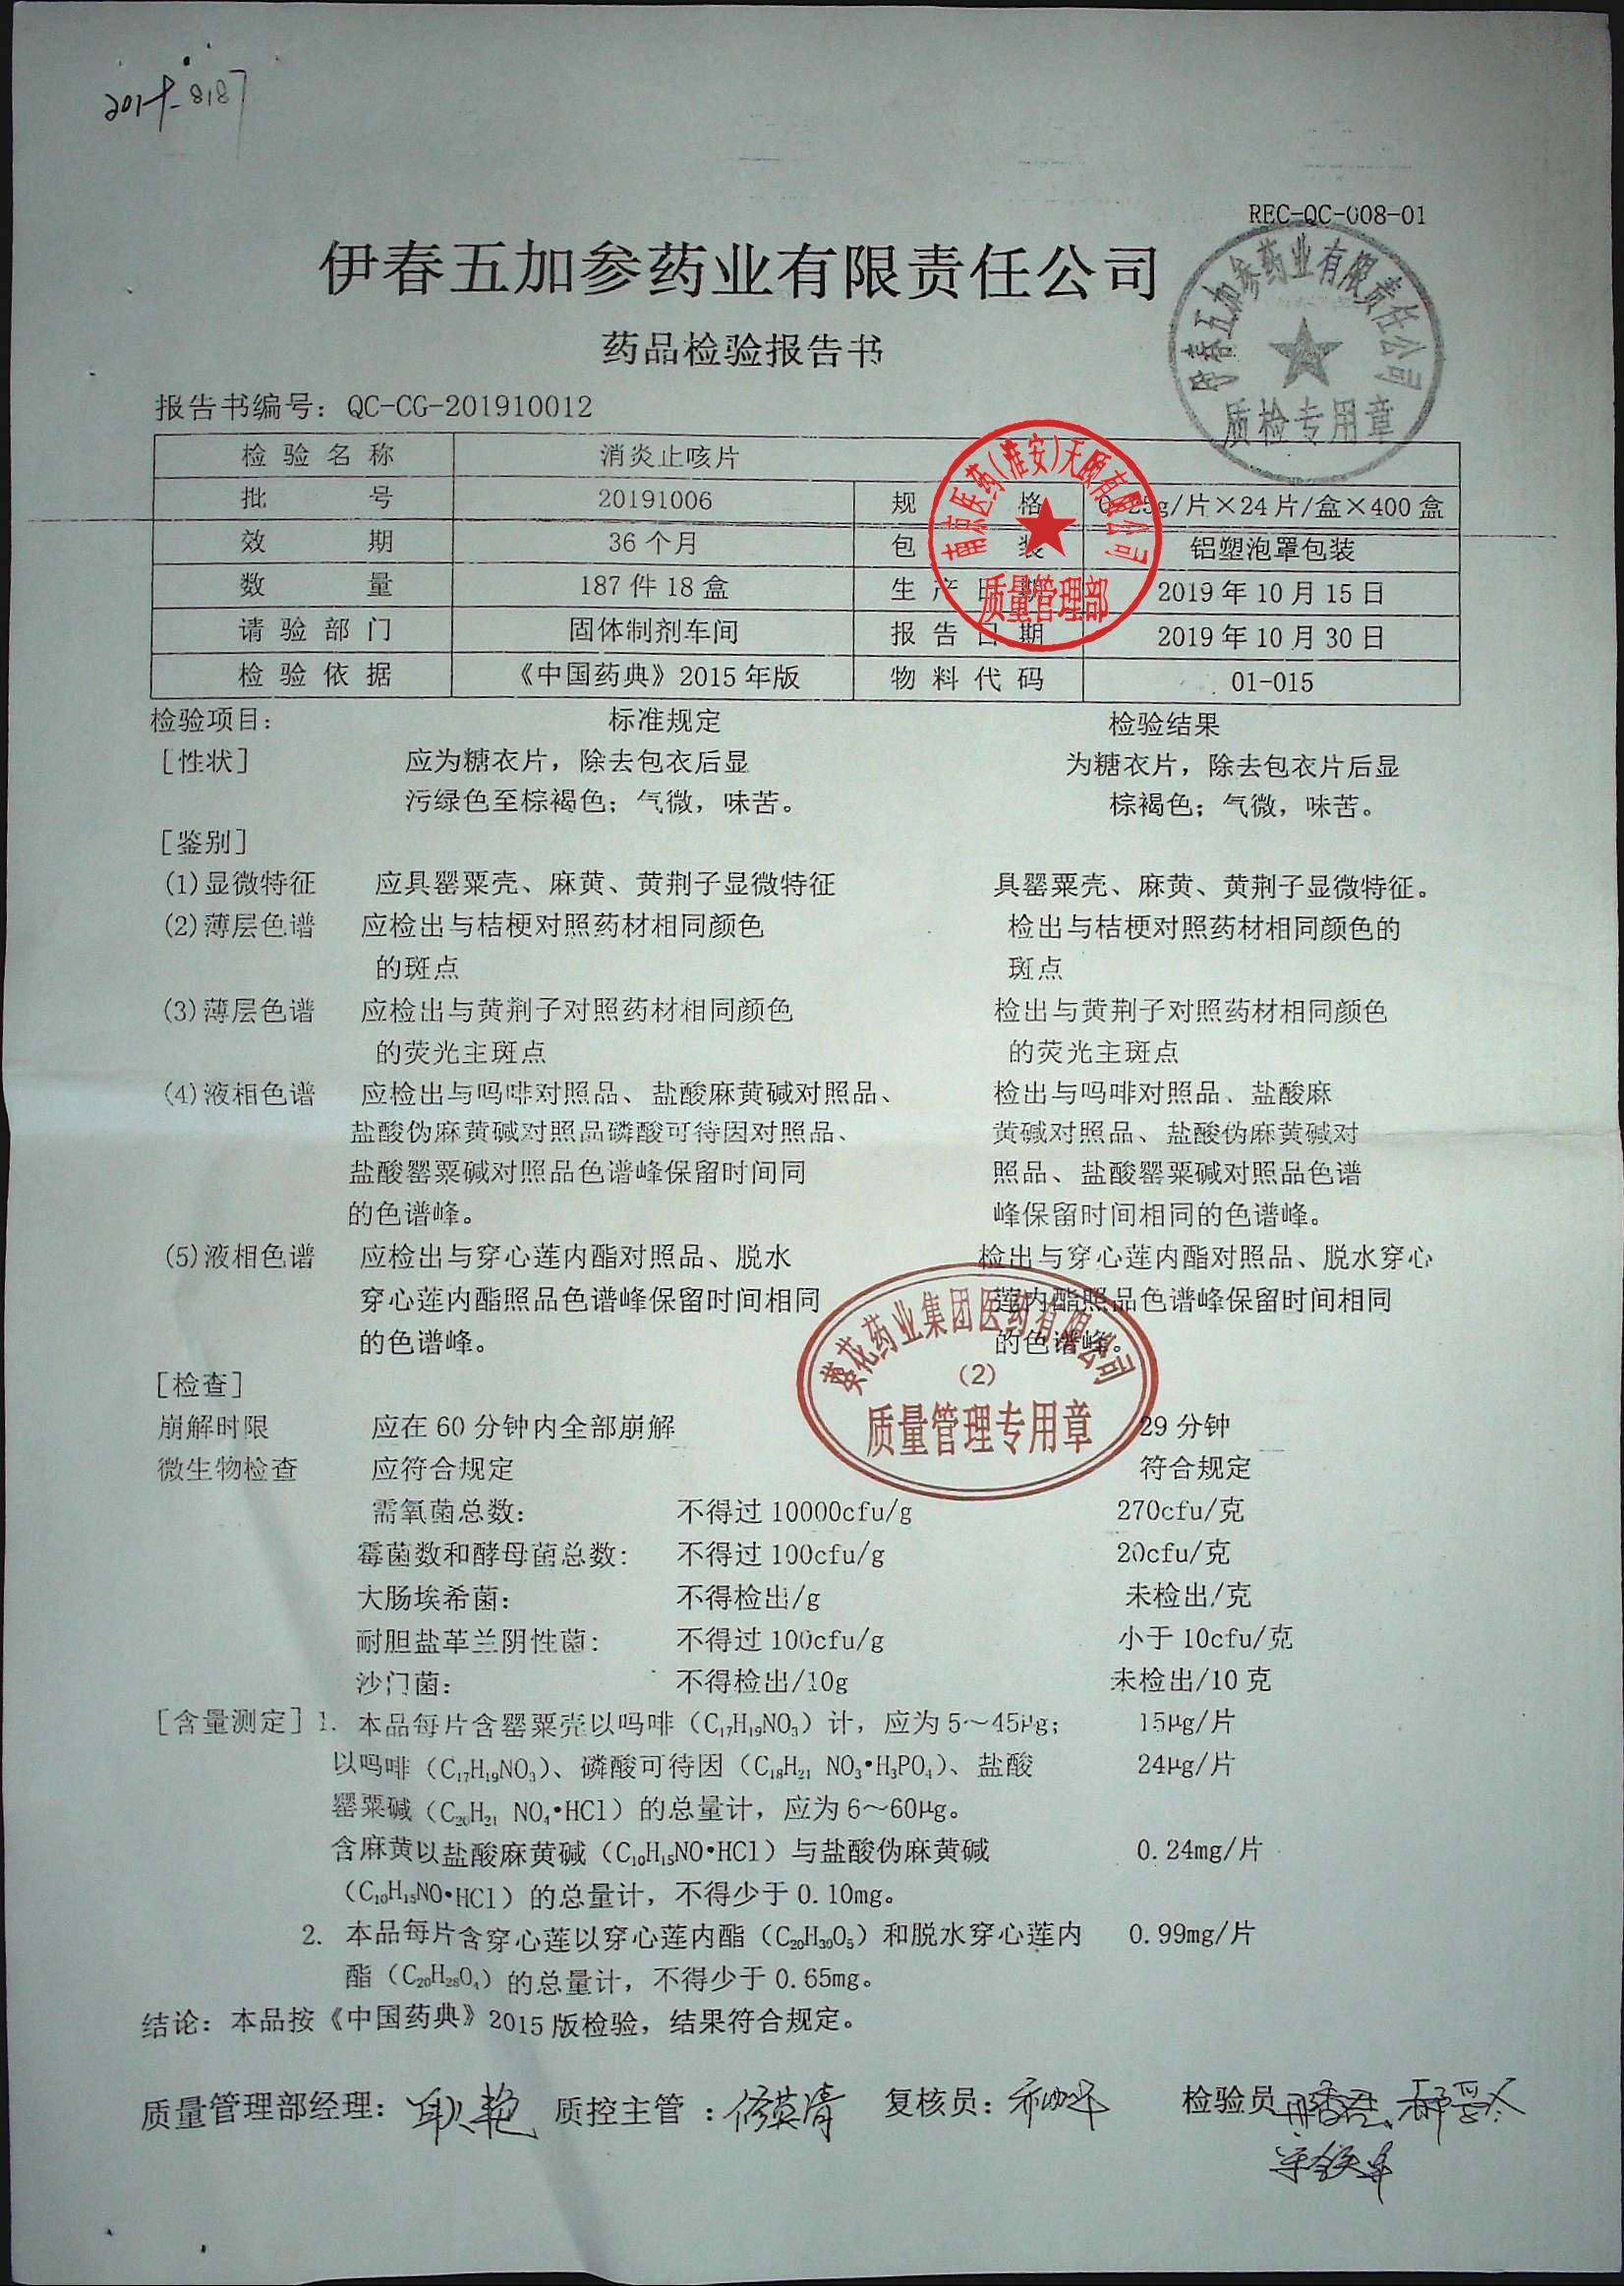 REC-QC-008-01
伊春五加参药业有限责任公司
药品检验报告书
伊春五加参药业有限责任公司
质检专用章
报告书编号：QC-CG-201910012
检验名称 消炎止咳片
批号 20191006 规格 0.25g/片×24片/盒×400盒
效期 36个月 包装 铝塑泡罩包装
数量 187件18盒 生产日期 2019年10月15日
请验部门 固体制剂车间 报告日期 2019年10月30日
检验依据 《中国药典》2015年版 物料代码 01-015
南京医药(淮安)天颐有限公司
质量管理部
检验项目： 标准规定 检验结果
[性状] 应为糖衣片，除去包衣后显 为糖衣片，除去包衣片后显
污绿色至棕褐色；气微，味苦。 棕褐色；气微，味苦。
[鉴别]
(1)显微特征 应具罂粟壳、麻黄、黄荆子显微特征 具罂粟壳、麻黄、黄荆子显微特征。
(2)薄层色谱 应检出与桔梗对照药材相同颜色 检出与桔梗对照药材相同颜色的
的斑点 斑点
(3)薄层色谱 应检出与黄荆子对照药材相同颜色 检出与黄荆子对照药材相同颜色
的荧光主斑点 的荧光主斑点
(4)液相色谱 应检出与吗啡对照品、盐酸麻黄碱对照品、 检出与吗啡对照品、盐酸麻
盐酸伪麻黄碱对照品磷酸可待因对照品、 黄碱对照品、盐酸伪麻黄碱对
盐酸罂粟碱对照品色谱峰保留时间同 照品、盐酸罂粟碱对照品色谱
的色谱峰。 峰保留时间相同的色谱峰。
(5)液相色谱 应检出与穿心莲内酯对照品、脱水 检出与穿心莲内酯对照品、脱水穿心
穿心莲内酯照品色谱峰保留时间相同 莲内酯照品色谱峰保留时间相同
的色谱峰。 的色谱峰。
葵花药业集团医药有限公司
(2)
质量管理专用章
[检查]
崩解时限 应在60分钟内全部崩解 29分钟
微生物检查 应符合规定 符合规定
需氧菌总数： 不得过10000cfu/g 270cfu/克
霉菌数和酵母菌总数： 不得过100cfu/g 20cfu/克
大肠埃希菌： 不得检出/g 未检出/克
耐胆盐革兰阴性菌： 不得过100cfu/g 小于10cfu/克
沙门菌： 不得检出/10g 未检出/10克
[含量测定]1. 本品每片含罂粟壳以吗啡（C₁₇H₁₉NO₃）计，应为5～45μg； 15μg/片
以吗啡（C₁₇H₁₉NO₃）、磷酸可待因（C₁₈H₂₁ NO₃•H₃PO₄）、盐酸 24μg/片
罂粟碱（C₂₀H₂₁ NO₄•HCl）的总量计，应为6～60μg。
含麻黄以盐酸麻黄碱（C₁₀H₁₅NO•HCl）与盐酸伪麻黄碱 0.24mg/片
（C₁₀H₁₅NO•HCl）的总量计，不得少于0.10mg。
2. 本品每片含穿心莲以穿心莲内酯（C₂₀H₃₀O₅）和脱水穿心莲内 0.99mg/片
酯（C₂₀H₂₈O₄）的总量计，不得少于0.65mg。
结论：本品按《中国药典》2015版检验，结果符合规定。
质量管理部经理： 质控主管： 修英清 复核员： 检验员